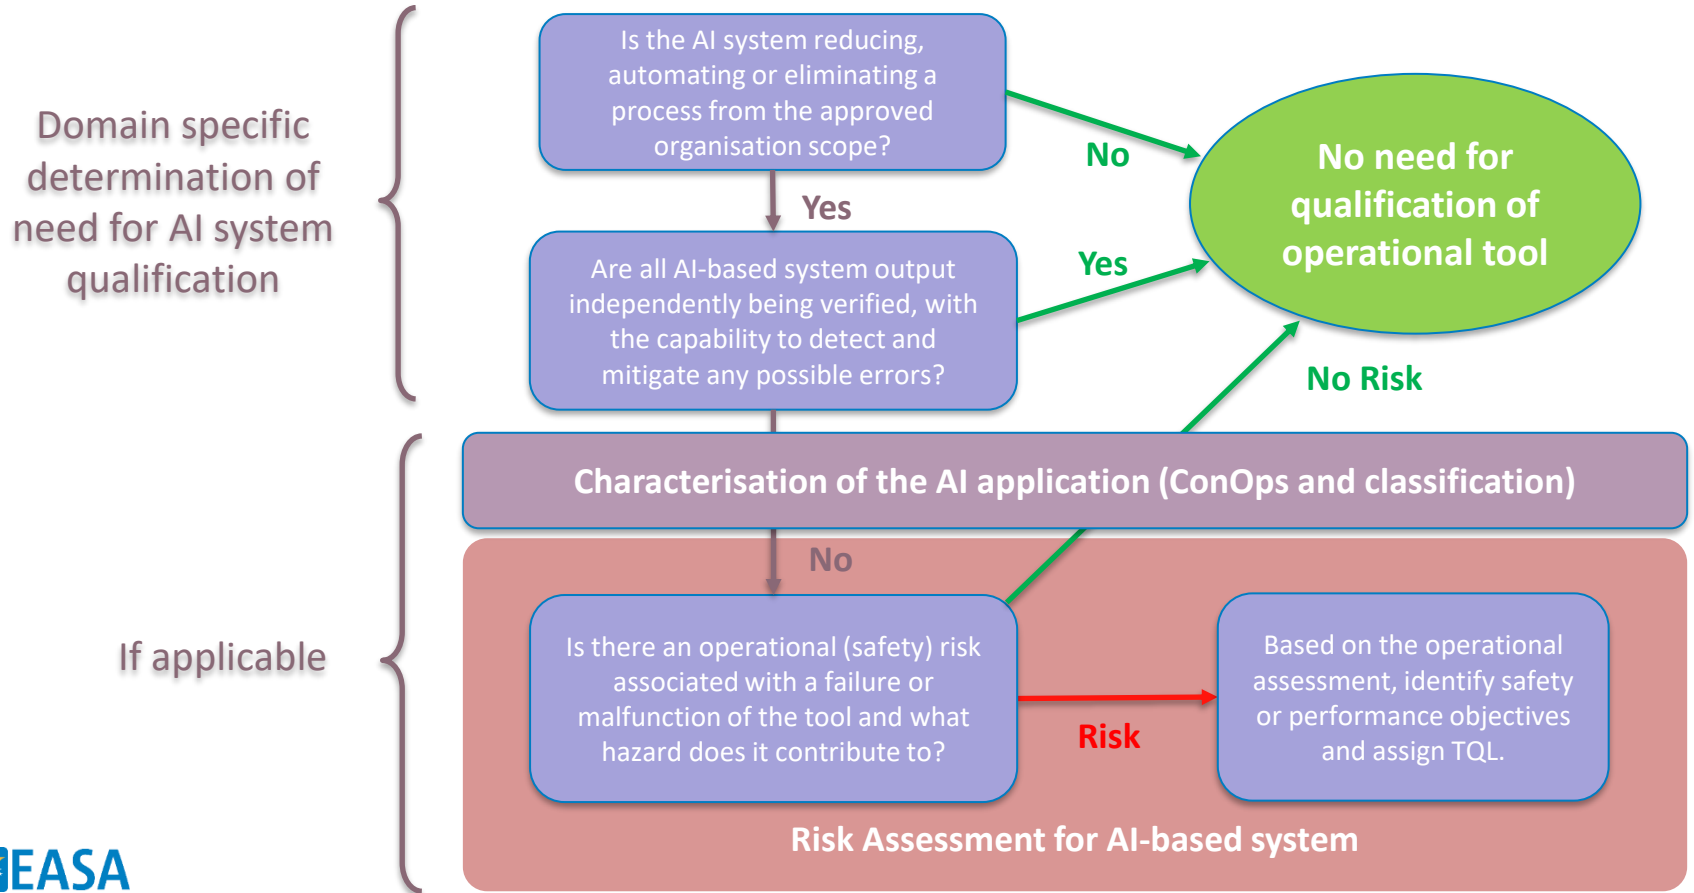 Domain specific
determination of
need for AI system
qualification
Is the AI system reducing,
automating or eliminating a
process from the approved
organisation scope?
No
Yes
No need for
qualification of
operational tool
Are all AI-based system output
independently being verified, with
the capability to detect and
mitigate any possible errors?
Yes
No Risk
Characterisation of the AI application (ConOps and classification)
No
If applicable
Is there an operational (safety) risk
associated with a failure or
malfunction of the tool and what
hazard does it contribute to?
Risk
Based on the operational
assessment, identify safety
or performance objectives
and assign TQL.
Risk Assessment for AI-based system
EASA